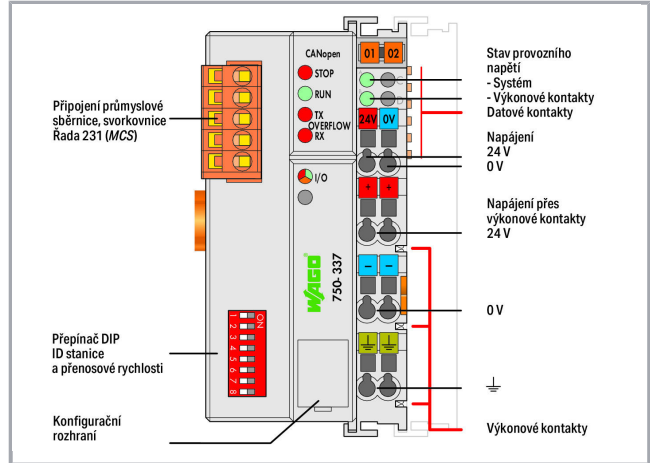 Připojení průmyslové
sběrnice, svorkovnice
Řada 231 (MCS)
Přepínač DIP
ID stanice
a přenosové rychlosti
Konfigurační
rozhraní
CANopen
STOP
RUN
TX
OVERFLOW
RX
I/O
WAGO
750-337
ON
1
2
3
4
5
6
7
8
01 02
24V 0V
+ +
– –
Stav provozního
napětí
- Systém
- Výkonové kontakty
Datové kontakty
Napájení
24 V
0 V
Napájení přes
výkonové kontakty
24 V
0 V
Výkonové kontakty